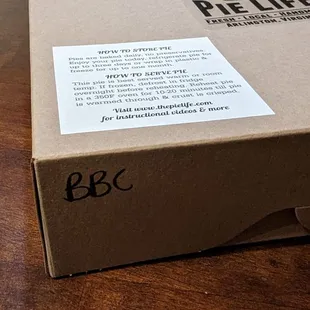 PIE LIFE
FRESH · LOCAL · HAND
ARLINGTON, VIRGIN
HOW TO STORE PIE
Pies are baked daily, no preservatives.
Enjoy your pie today, refrigerate pie for
up to three days or wrap in plastic &
freeze for up to one month.
HOW TO SERVE PIE
This pie is best served warm or room
temp. If frozen, defrost in fridge
overnight before reheating. Reheat pie
in a 350F oven for 10-20 minutes till pie
is warmed through & crust is crisped.
Visit www.thepielife.com
for instructional videos & more
BBC